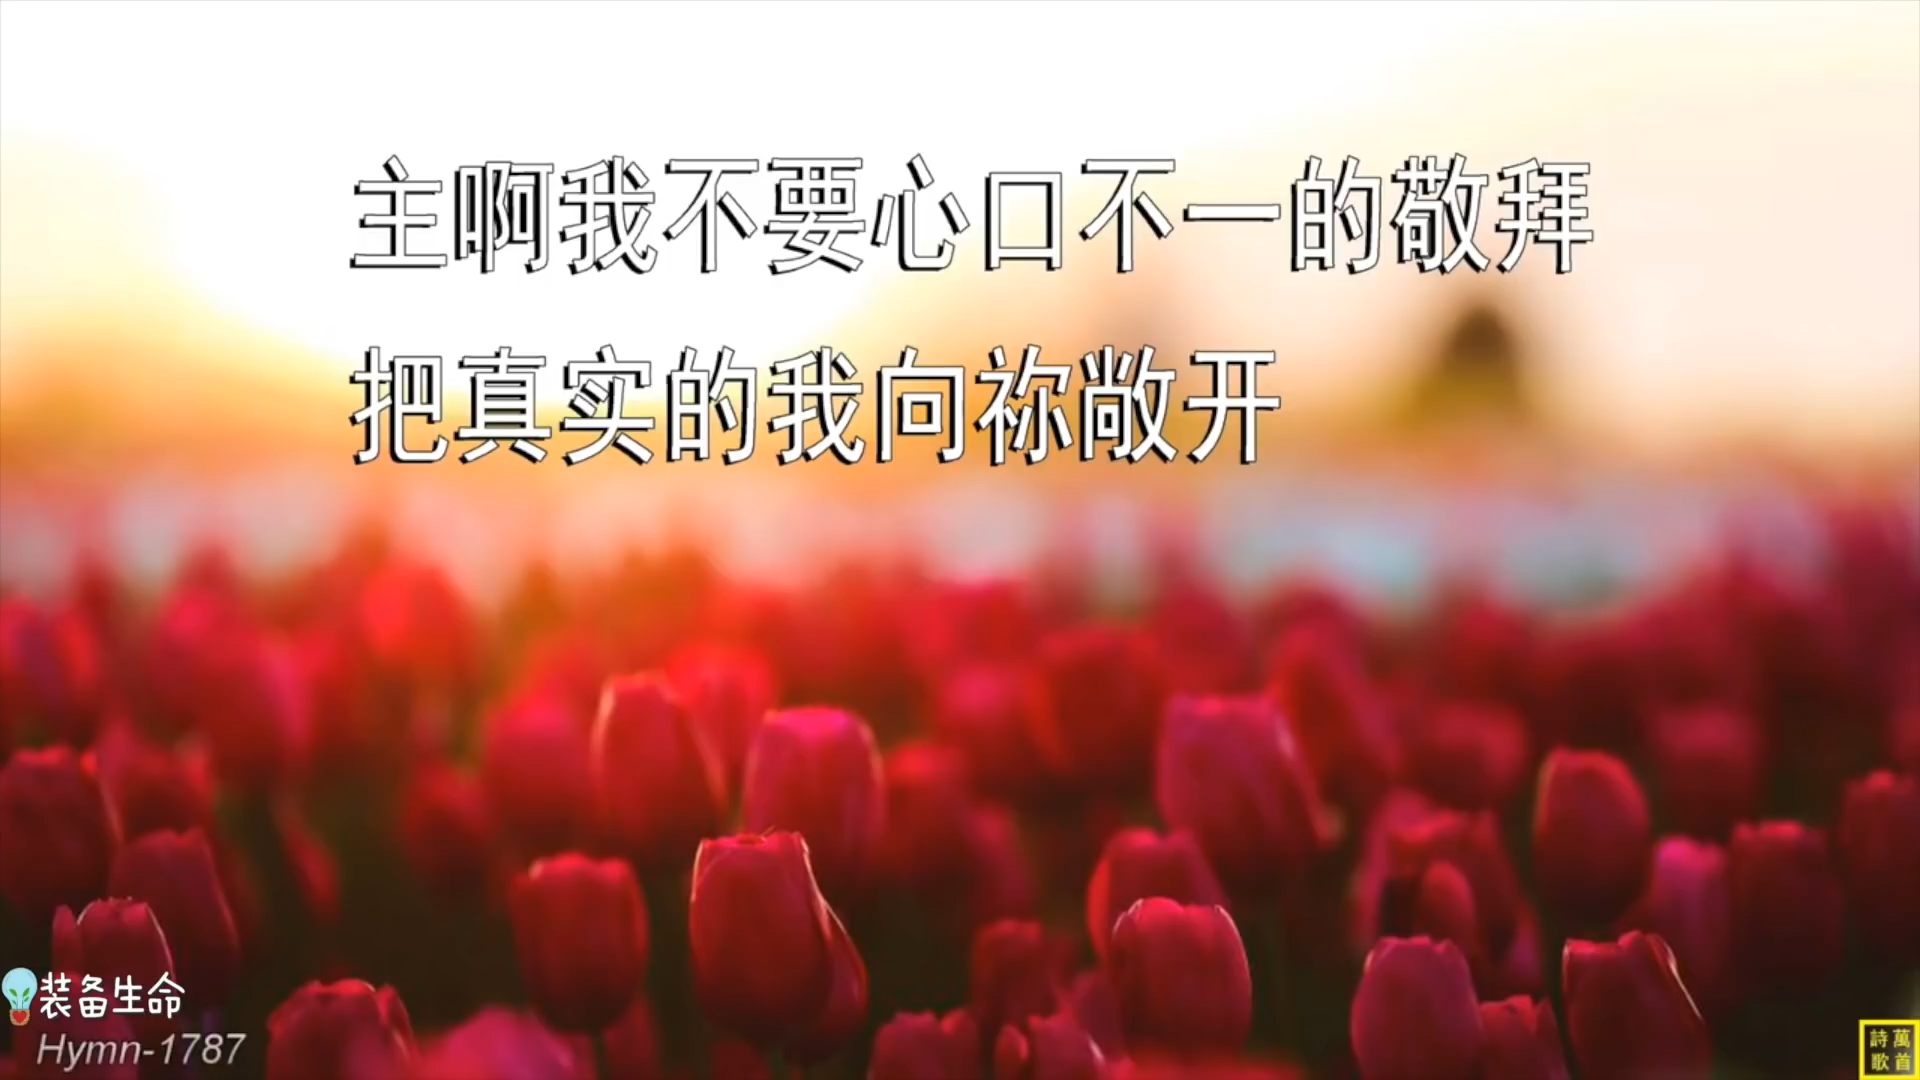 主啊我不要心口不一的敬拜
把真实的我向祢敞开
装备生命
Hymn-1787
萬首
詩歌